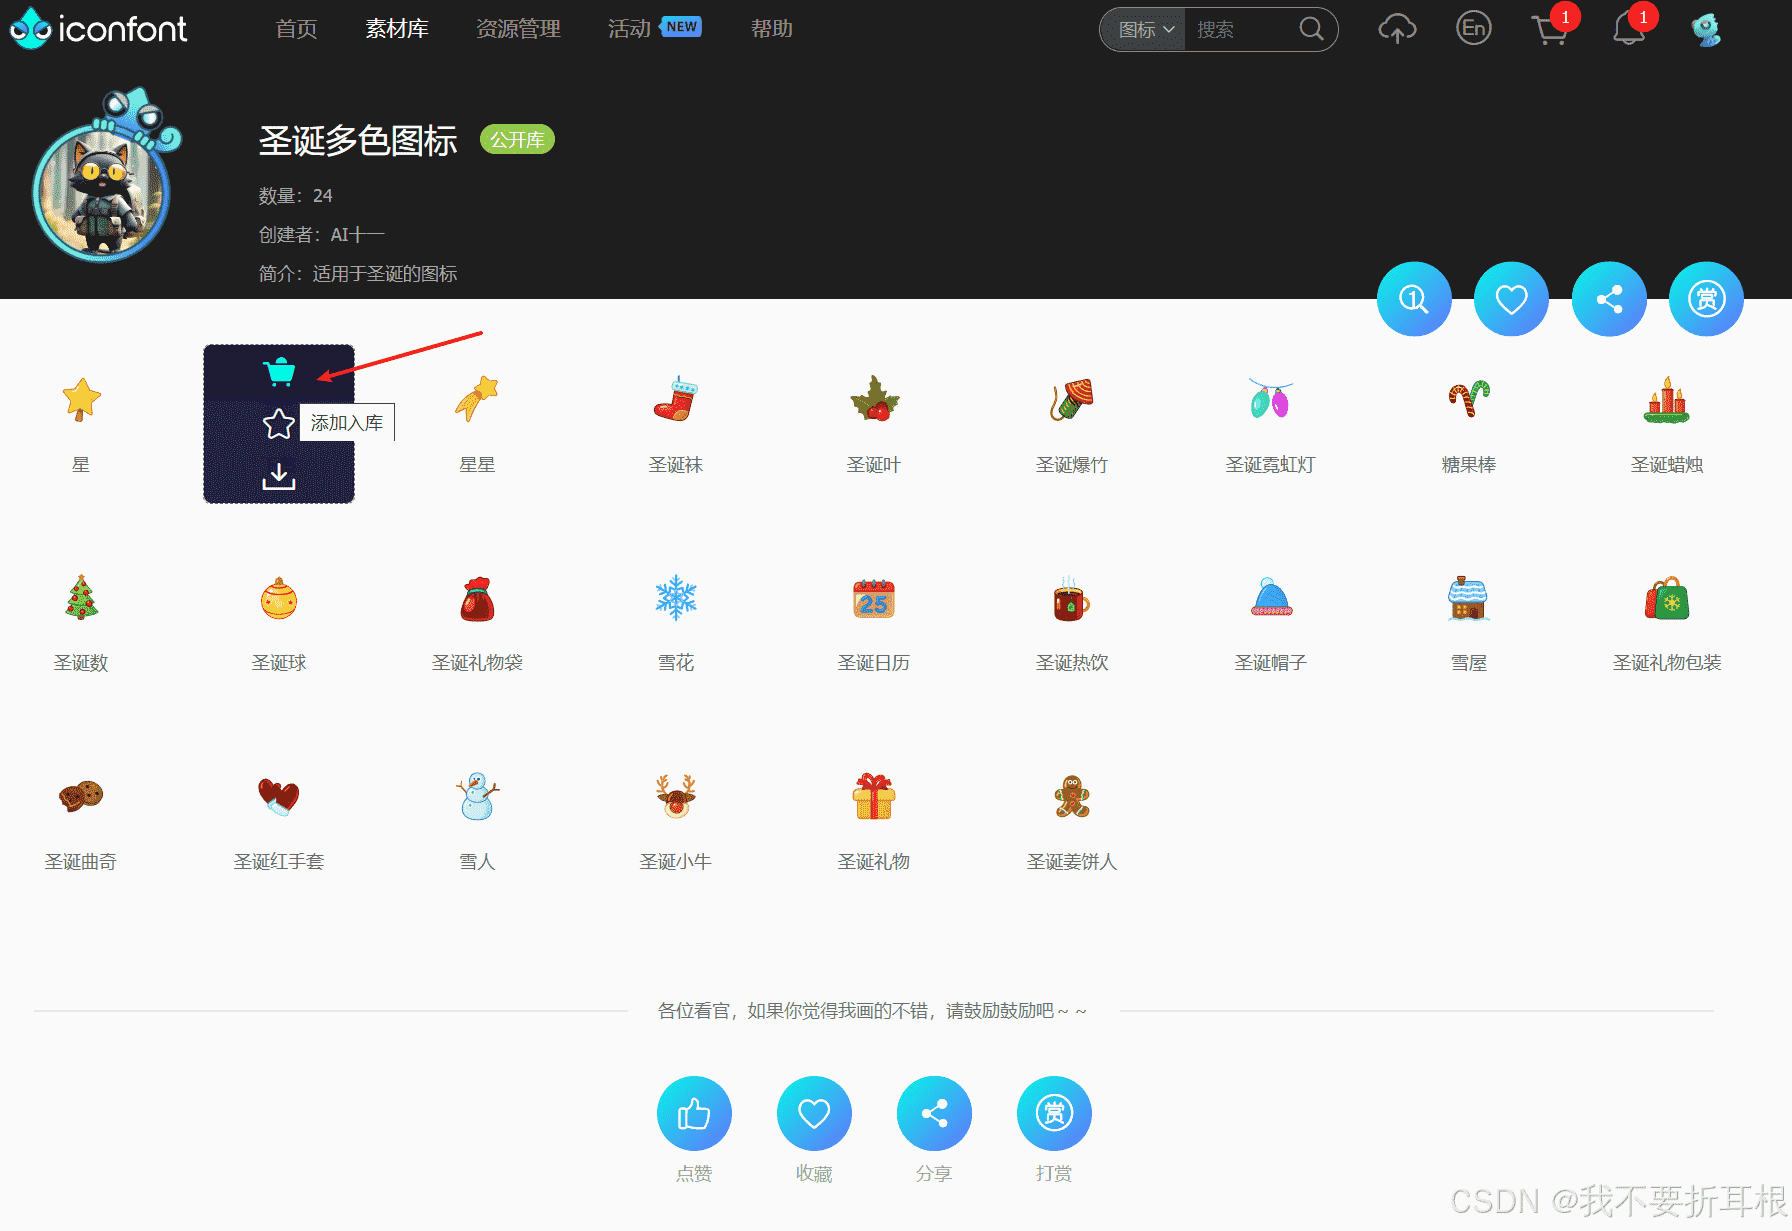 iconfont
首页 素材库 资源管理 活动 NEW 帮助
图标 搜索 En 1 1
圣诞多色图标 公开库
数量：24
创建者：AI十一
简介：适用于圣诞的图标
1 赏
添加入库
星 星星 圣诞袜 圣诞叶 圣诞爆竹 圣诞霓虹灯 糖果棒 圣诞蜡烛
25
圣诞数 圣诞球 圣诞礼物袋 雪花 圣诞日历 圣诞热饮 圣诞帽子 雪屋 圣诞礼物包装
圣诞曲奇 圣诞红手套 雪人 圣诞小牛 圣诞礼物 圣诞姜饼人
各位看官，如果你觉得我画的不错，请鼓励鼓励吧~ ~
赏
点赞 收藏 分享 打赏
CSDN @我不要折耳根